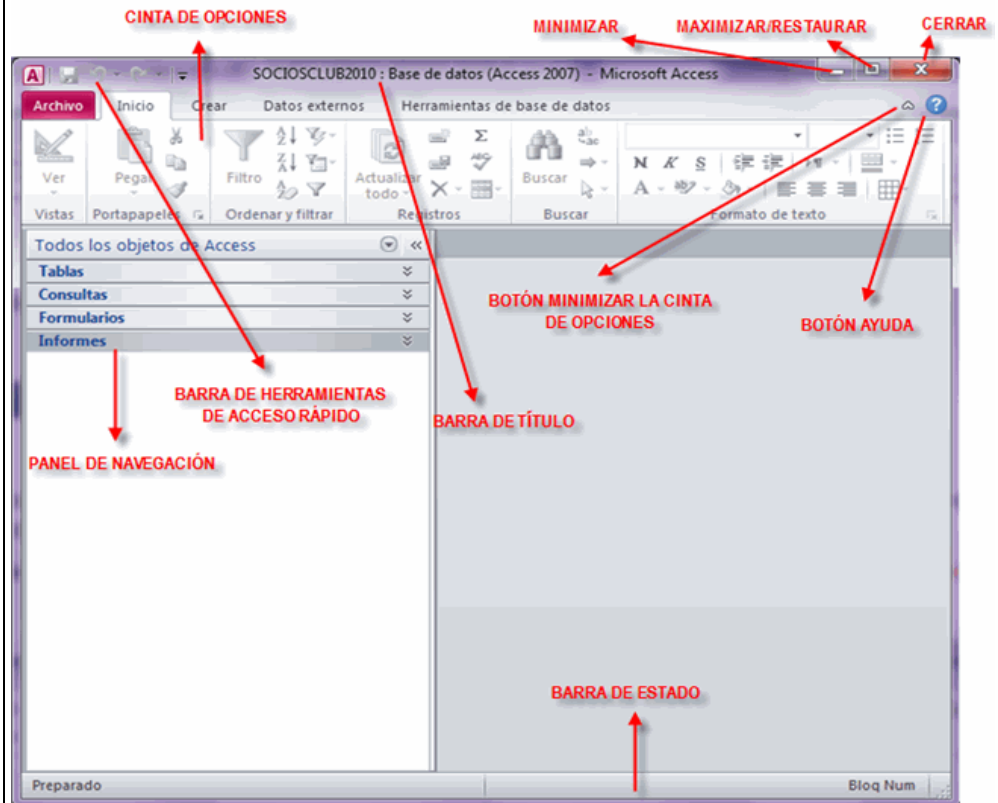 CINTA DE OPCIONES
MINIMIZAR
MAXIMIZAR/RESTAURAR
CERRAR
A
SOCIOSCLUB2010 : Base de datos (Access 2007) - Microsoft Access
Archivo Inicio Crear Datos externos Herramientas de base de datos
Ver
Pegar
Filtro
Actualizar
todo
Buscar
N K S
A
Vistas Portapapeles Ordenar y filtrar Registros Buscar Formato de texto
Todos los objetos de Access
Tablas
Consultas
Formularios
Informes
BOTÓN MINIMIZAR LA CINTA
DE OPCIONES
BOTÓN AYUDA
BARRA DE HERRAMIENTAS
DE ACCESO RÁPIDO
BARRA DE TÍTULO
PANEL DE NAVEGACIÓN
BARRA DE ESTADO
Preparado
Bloq Num